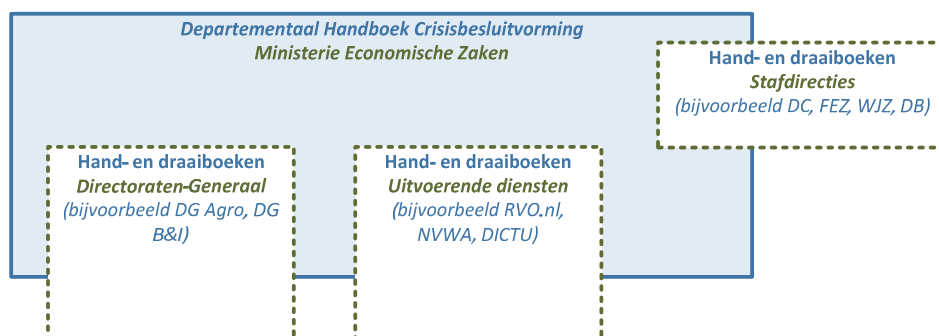 Departementaal Handboek Crisisbesluitvorming
Ministerie Economische Zaken
Hand- en draaiboeken
Stafdirecties
(bijvoorbeeld DC, FEZ, WJZ, DB)
Hand- en draaiboeken
Directoraten-Generaal
(bijvoorbeeld DG Agro, DG
B&I)
Hand- en draaiboeken
Uitvoerende diensten
(bijvoorbeeld RVO.nl,
NVWA, DICTU)